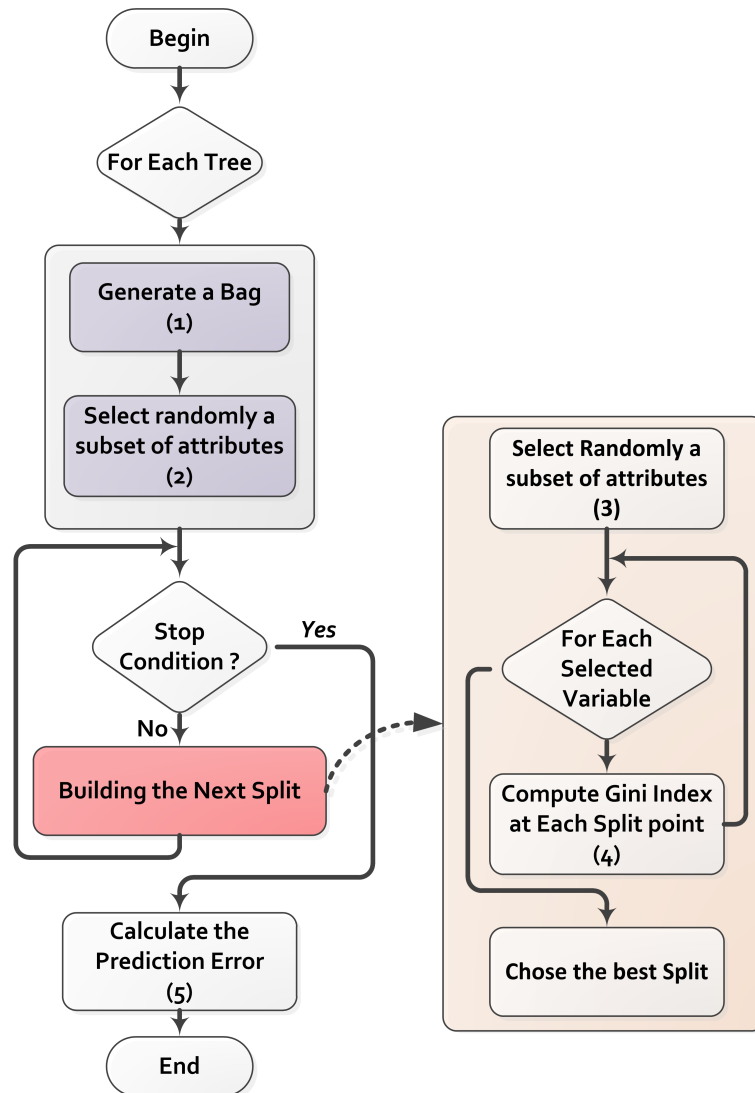 Begin
For Each Tree
Generate a Bag
(1)
Select randomly a
subset of attributes
(2)
Stop
Condition ?
Yes
No
Building the Next Split
Calculate the
Prediction Error
(5)
End
Select Randomly a
subset of attributes
(3)
For Each
Selected
Variable
Compute Gini Index
at Each Split point
(4)
Chose the best Split